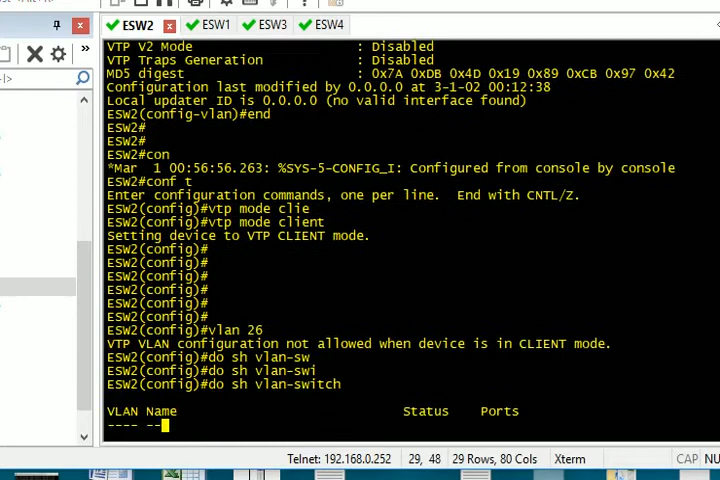 ESW2
ESW1
ESW3
ESW4
VTP V2 Mode                     : Disabled
VTP Traps Generation            : Disabled
MD5 digest                      : 0x7A 0xDB 0x4D 0x19 0x89 0xCB 0x97 0x42
Configuration last modified by 0.0.0.0 at 3-1-02 00:12:38
Local updater ID is 0.0.0.0 (no valid interface found)
ESW2(config-vlan)#end
ESW2#
ESW2#
ESW2#con
*Mar  1 00:56:56.263: %SYS-5-CONFIG_I: Configured from console by console
ESW2#conf t
Enter configuration commands, one per line.  End with CNTL/Z.
ESW2(config)#vtp mode clie
ESW2(config)#vtp mode client
Setting device to VTP CLIENT mode.
ESW2(config)#
ESW2(config)#
ESW2(config)#
ESW2(config)#
ESW2(config)#
ESW2(config)#
ESW2(config)#vlan 26
VTP VLAN configuration not allowed when device is in CLIENT mode.
ESW2(config)#do sh vlan-sw
ESW2(config)#do sh vlan-swi
ESW2(config)#do sh vlan-switch
VLAN Name                             Status    Ports
---- --
Telnet: 192.168.0.252    29, 48    29 Rows, 80 Cols    Xterm    CAP